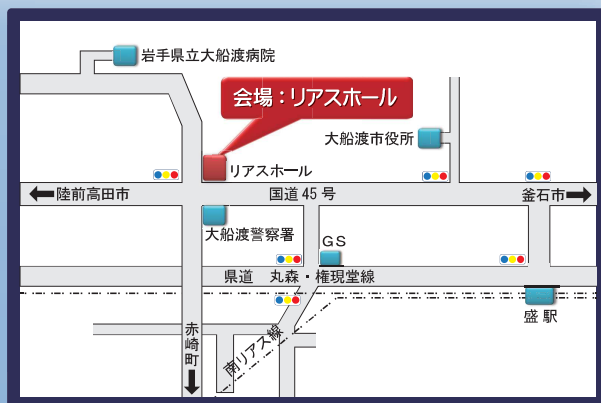 岩手県立大船渡病院
会場：リアスホール
大船渡市役所
リアスホール
陸前高田市
国道45号
釜石市
大船渡警察署
GS
県道 丸森・権現堂線
盛駅
赤崎町
南リアス線